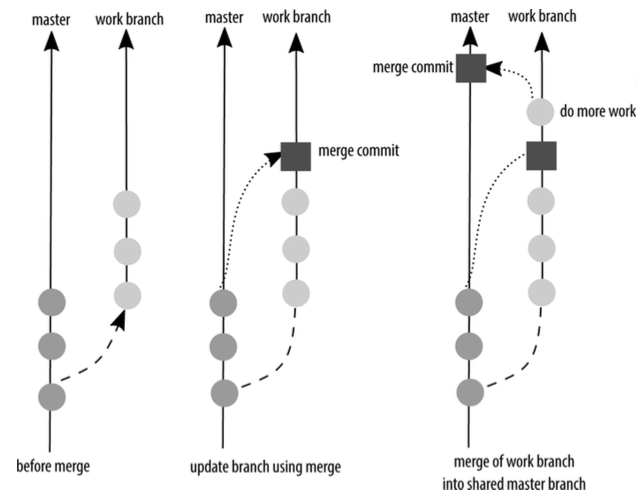 master
work branch
before merge
master
work branch
merge commit
update branch using merge
master
work branch
merge commit
do more work
merge of work branch
into shared master branch